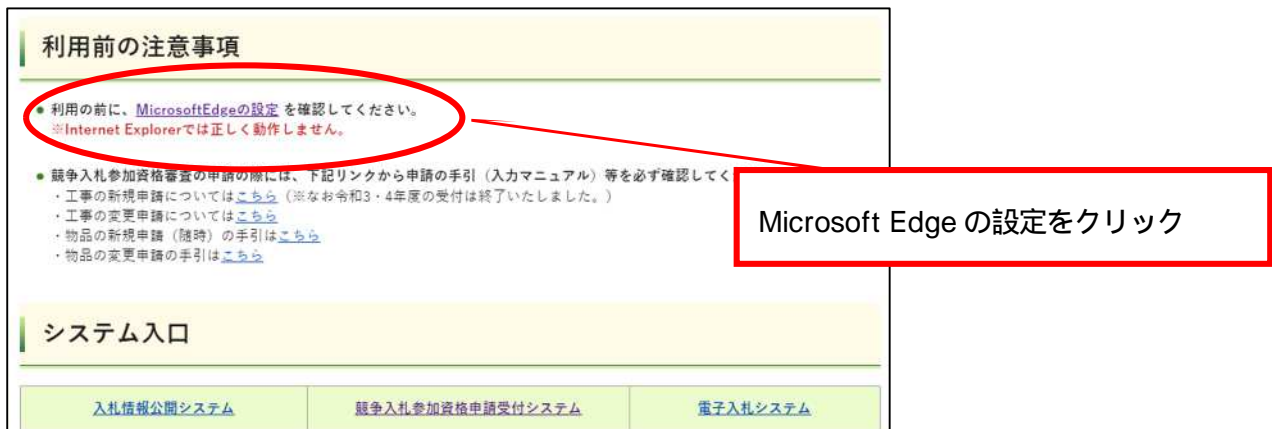 利用前の注意事項
● 利用の前に、MicrosoftEdgeの設定 を確認してください。
※Internet Explorerでは正しく動作しません。
● 競争入札参加資格審査の申請の際には、下記リンクから申請の手引（入力マニュアル）等を必ず確認してく
・工事の新規申請についてはこちら（※なお令和3・4年度の受付は終了いたしました。）
・工事の変更申請についてはこちら
・物品の新規申請（随時）の手引はこちら
・物品の変更申請の手引はこちら
Microsoft Edge の設定をクリック
システム入口
入札情報公開システム 競争入札参加資格申請受付システム 電子入札システム